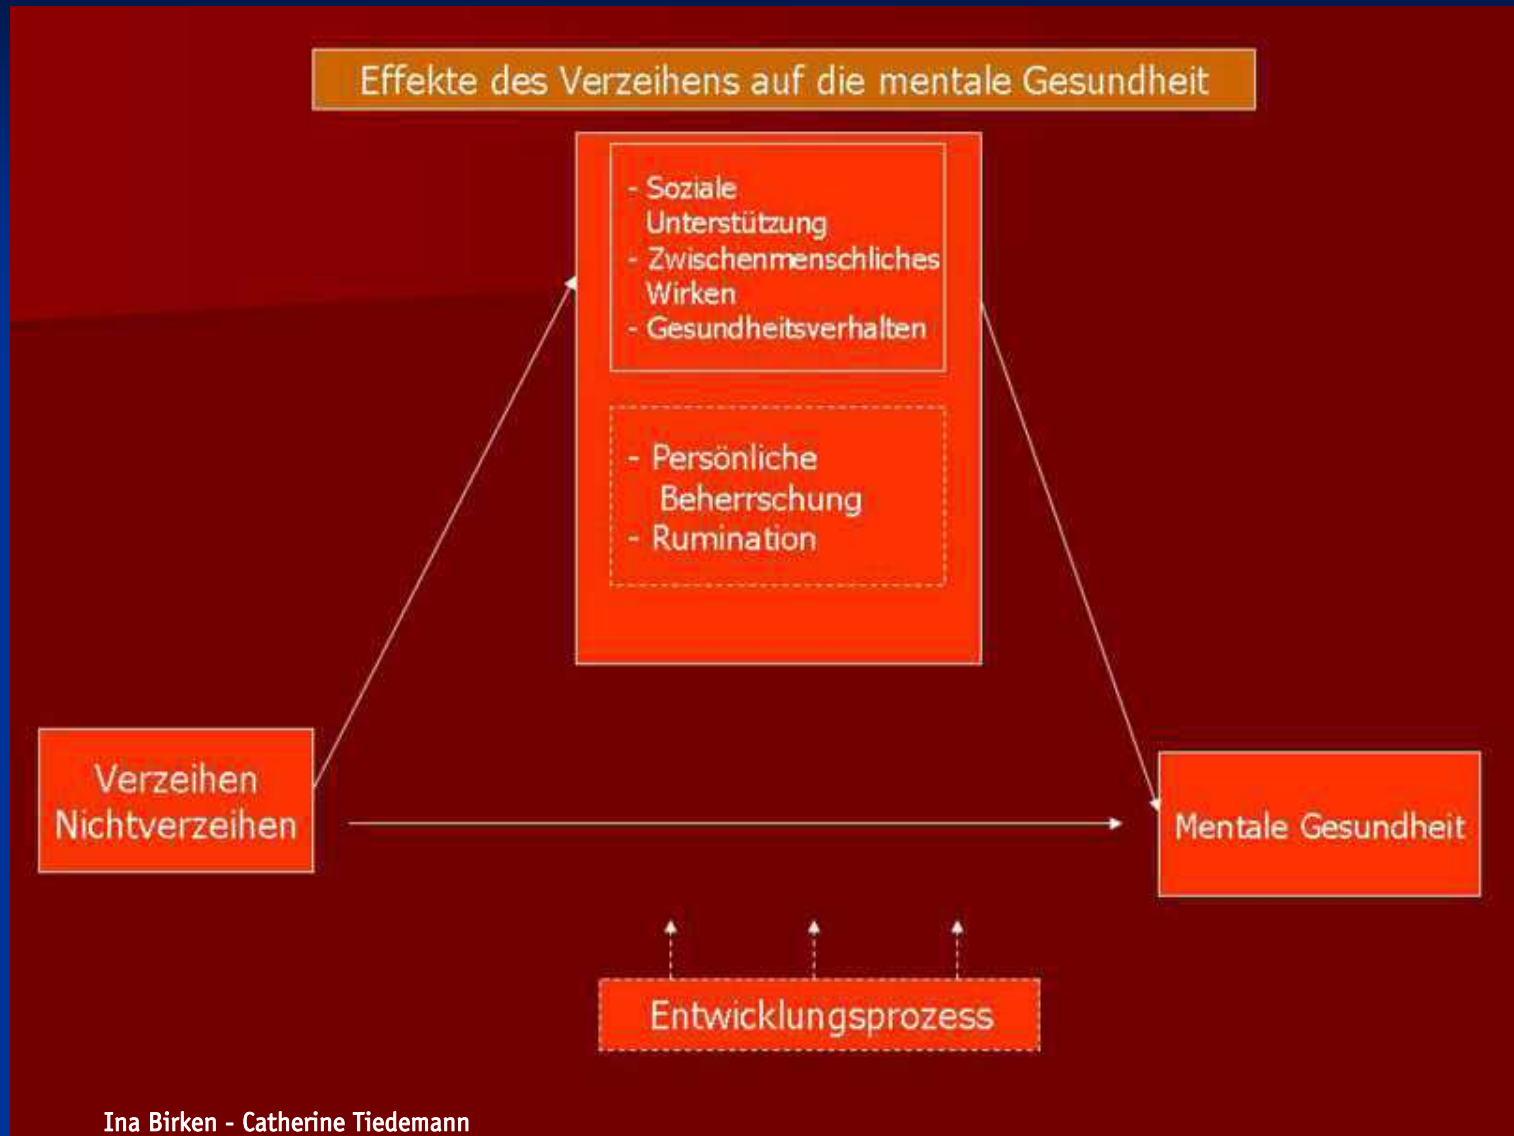 Effekte des Verzeihens auf die mentale Gesundheit
- Soziale
Unterstützung
- Zwischenmenschliches
Wirken
- Gesundheitsverhalten
- Persönliche
Beherrschung
- Rumination
Verzeihen
Nichtverzeihen
Mentale Gesundheit
Entwicklungsprozess
Ina Birken - Catherine Tiedemann